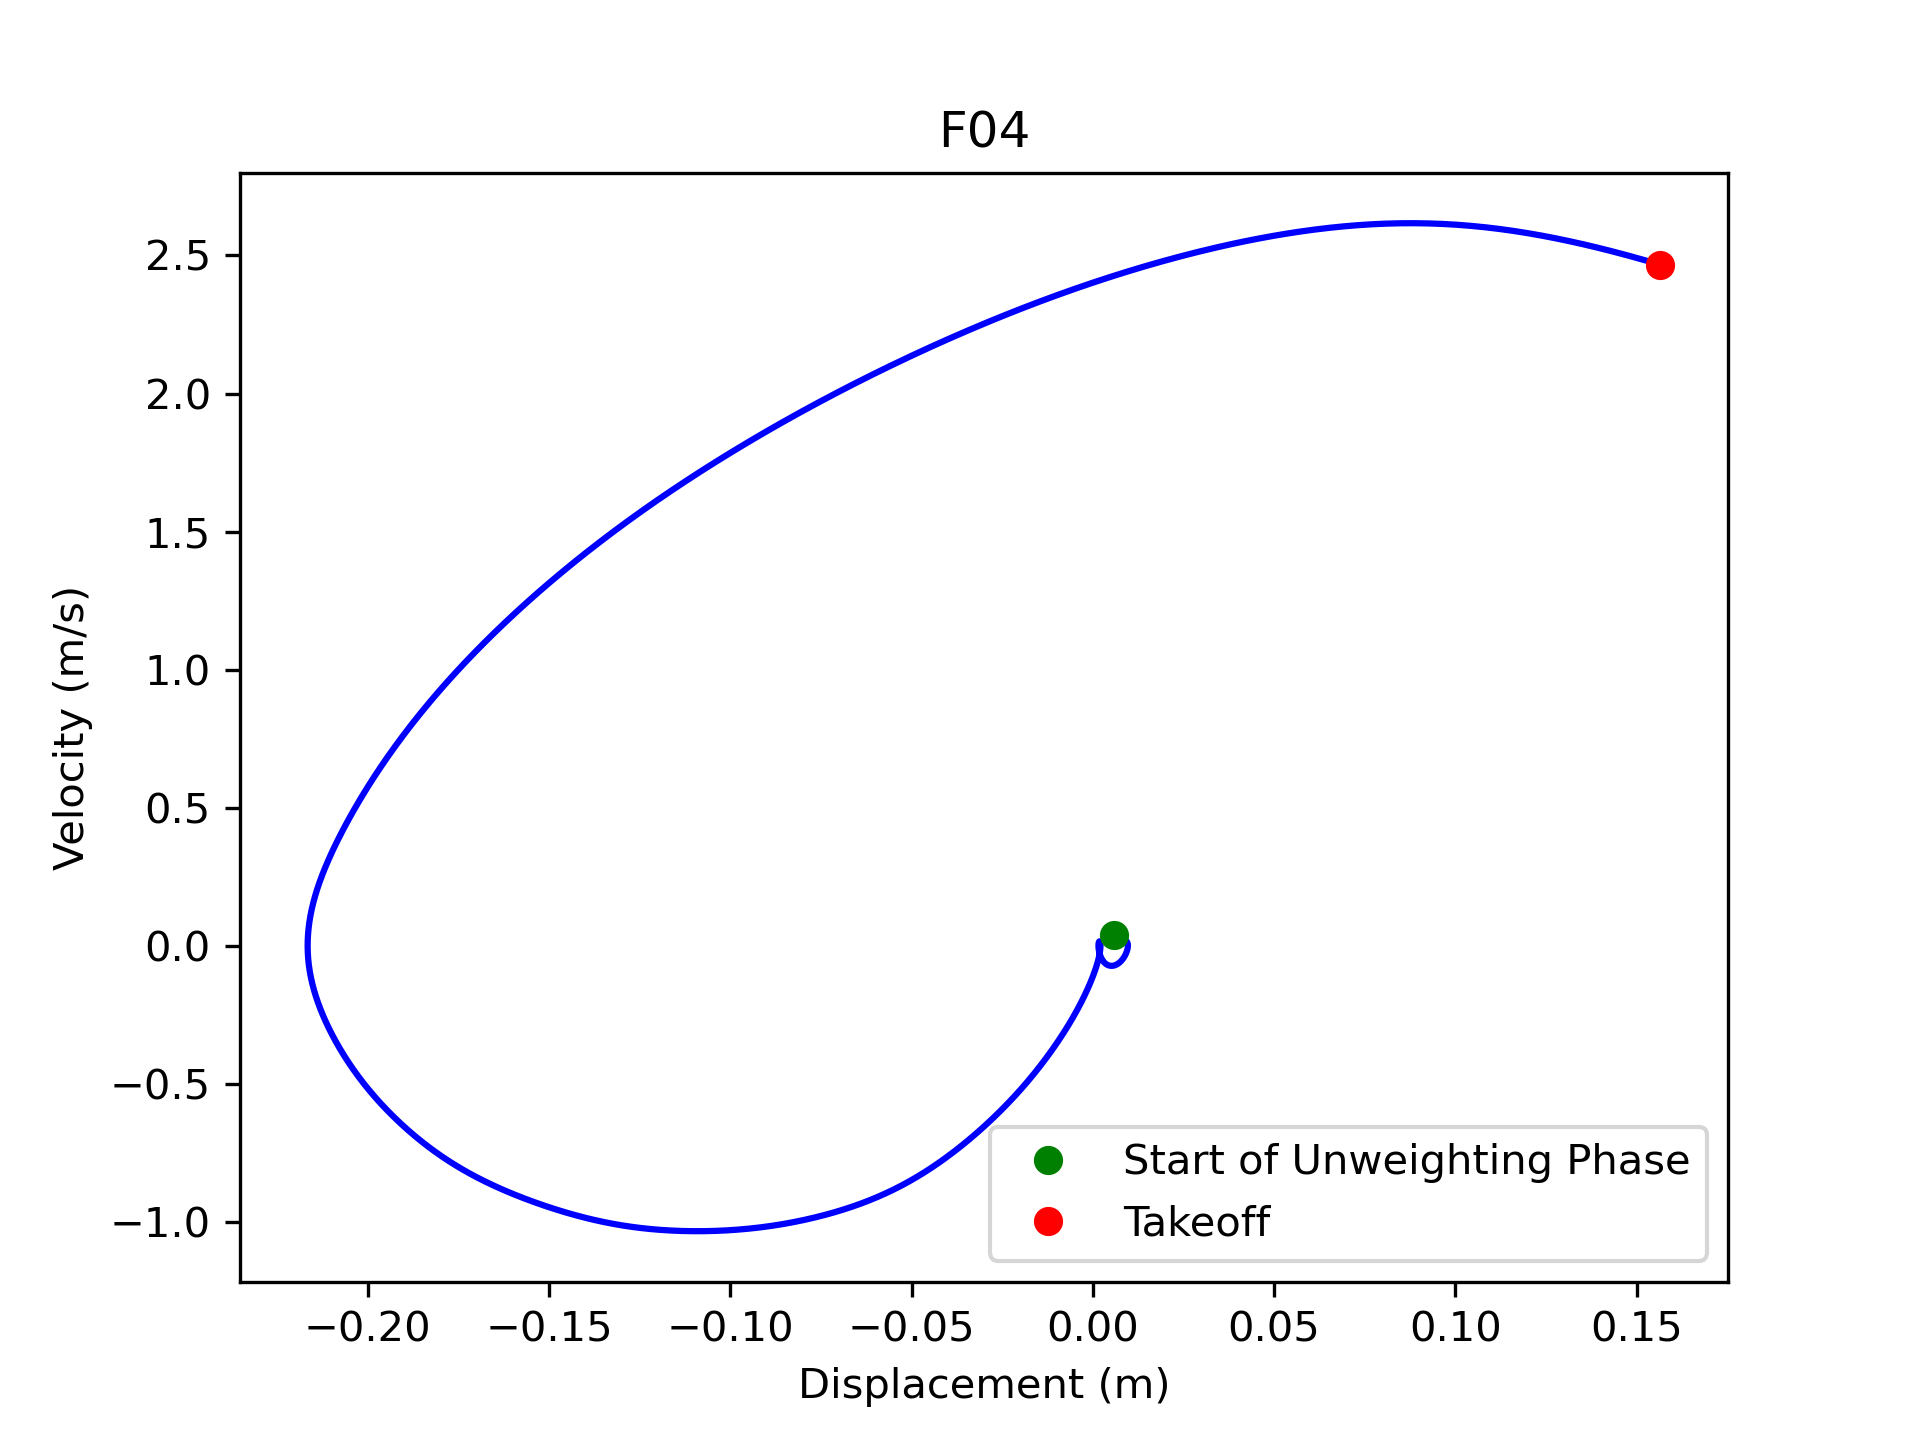 F04
2.5
2.0
1.5
1.0
0.5
0.0
−0.5
−1.0
Velocity (m/s)
Start of Unweighting Phase
Takeoff
−0.20 −0.15 −0.10 −0.05 0.00 0.05 0.10 0.15
Displacement (m)